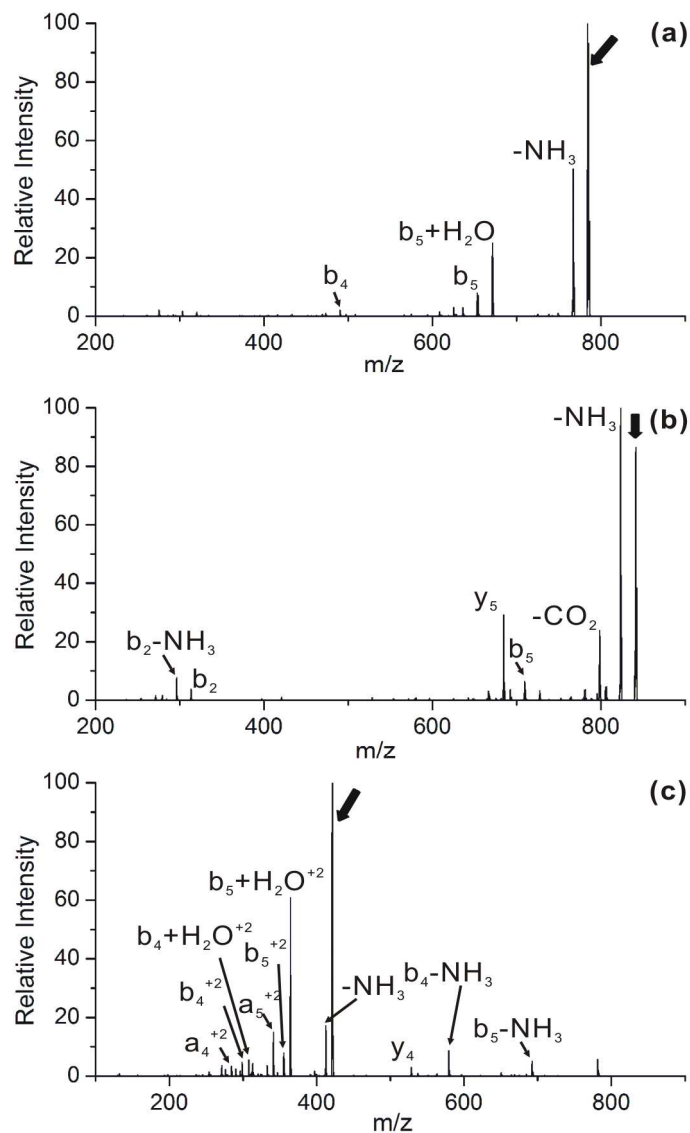 (a)
100
80
60
40
20
0
Relative Intensity
-NH₃
b₅+H₂O
b₅
b₄
200 400 600 800
m/z
(b)
100
80
60
40
20
0
Relative Intensity
-NH₃
y₅
-CO₂
b₅
b₂-NH₃
b₂
200 400 600 800
m/z
(c)
100
80
60
40
20
0
Relative Intensity
b₅+H₂O⁺²
b₄+H₂O⁺²
b₅⁺²
b₄⁺²
a₅⁺²
a₄⁺²
-NH₃
b₄-NH₃
y₄
b₅-NH₃
200 400 600 800
m/z